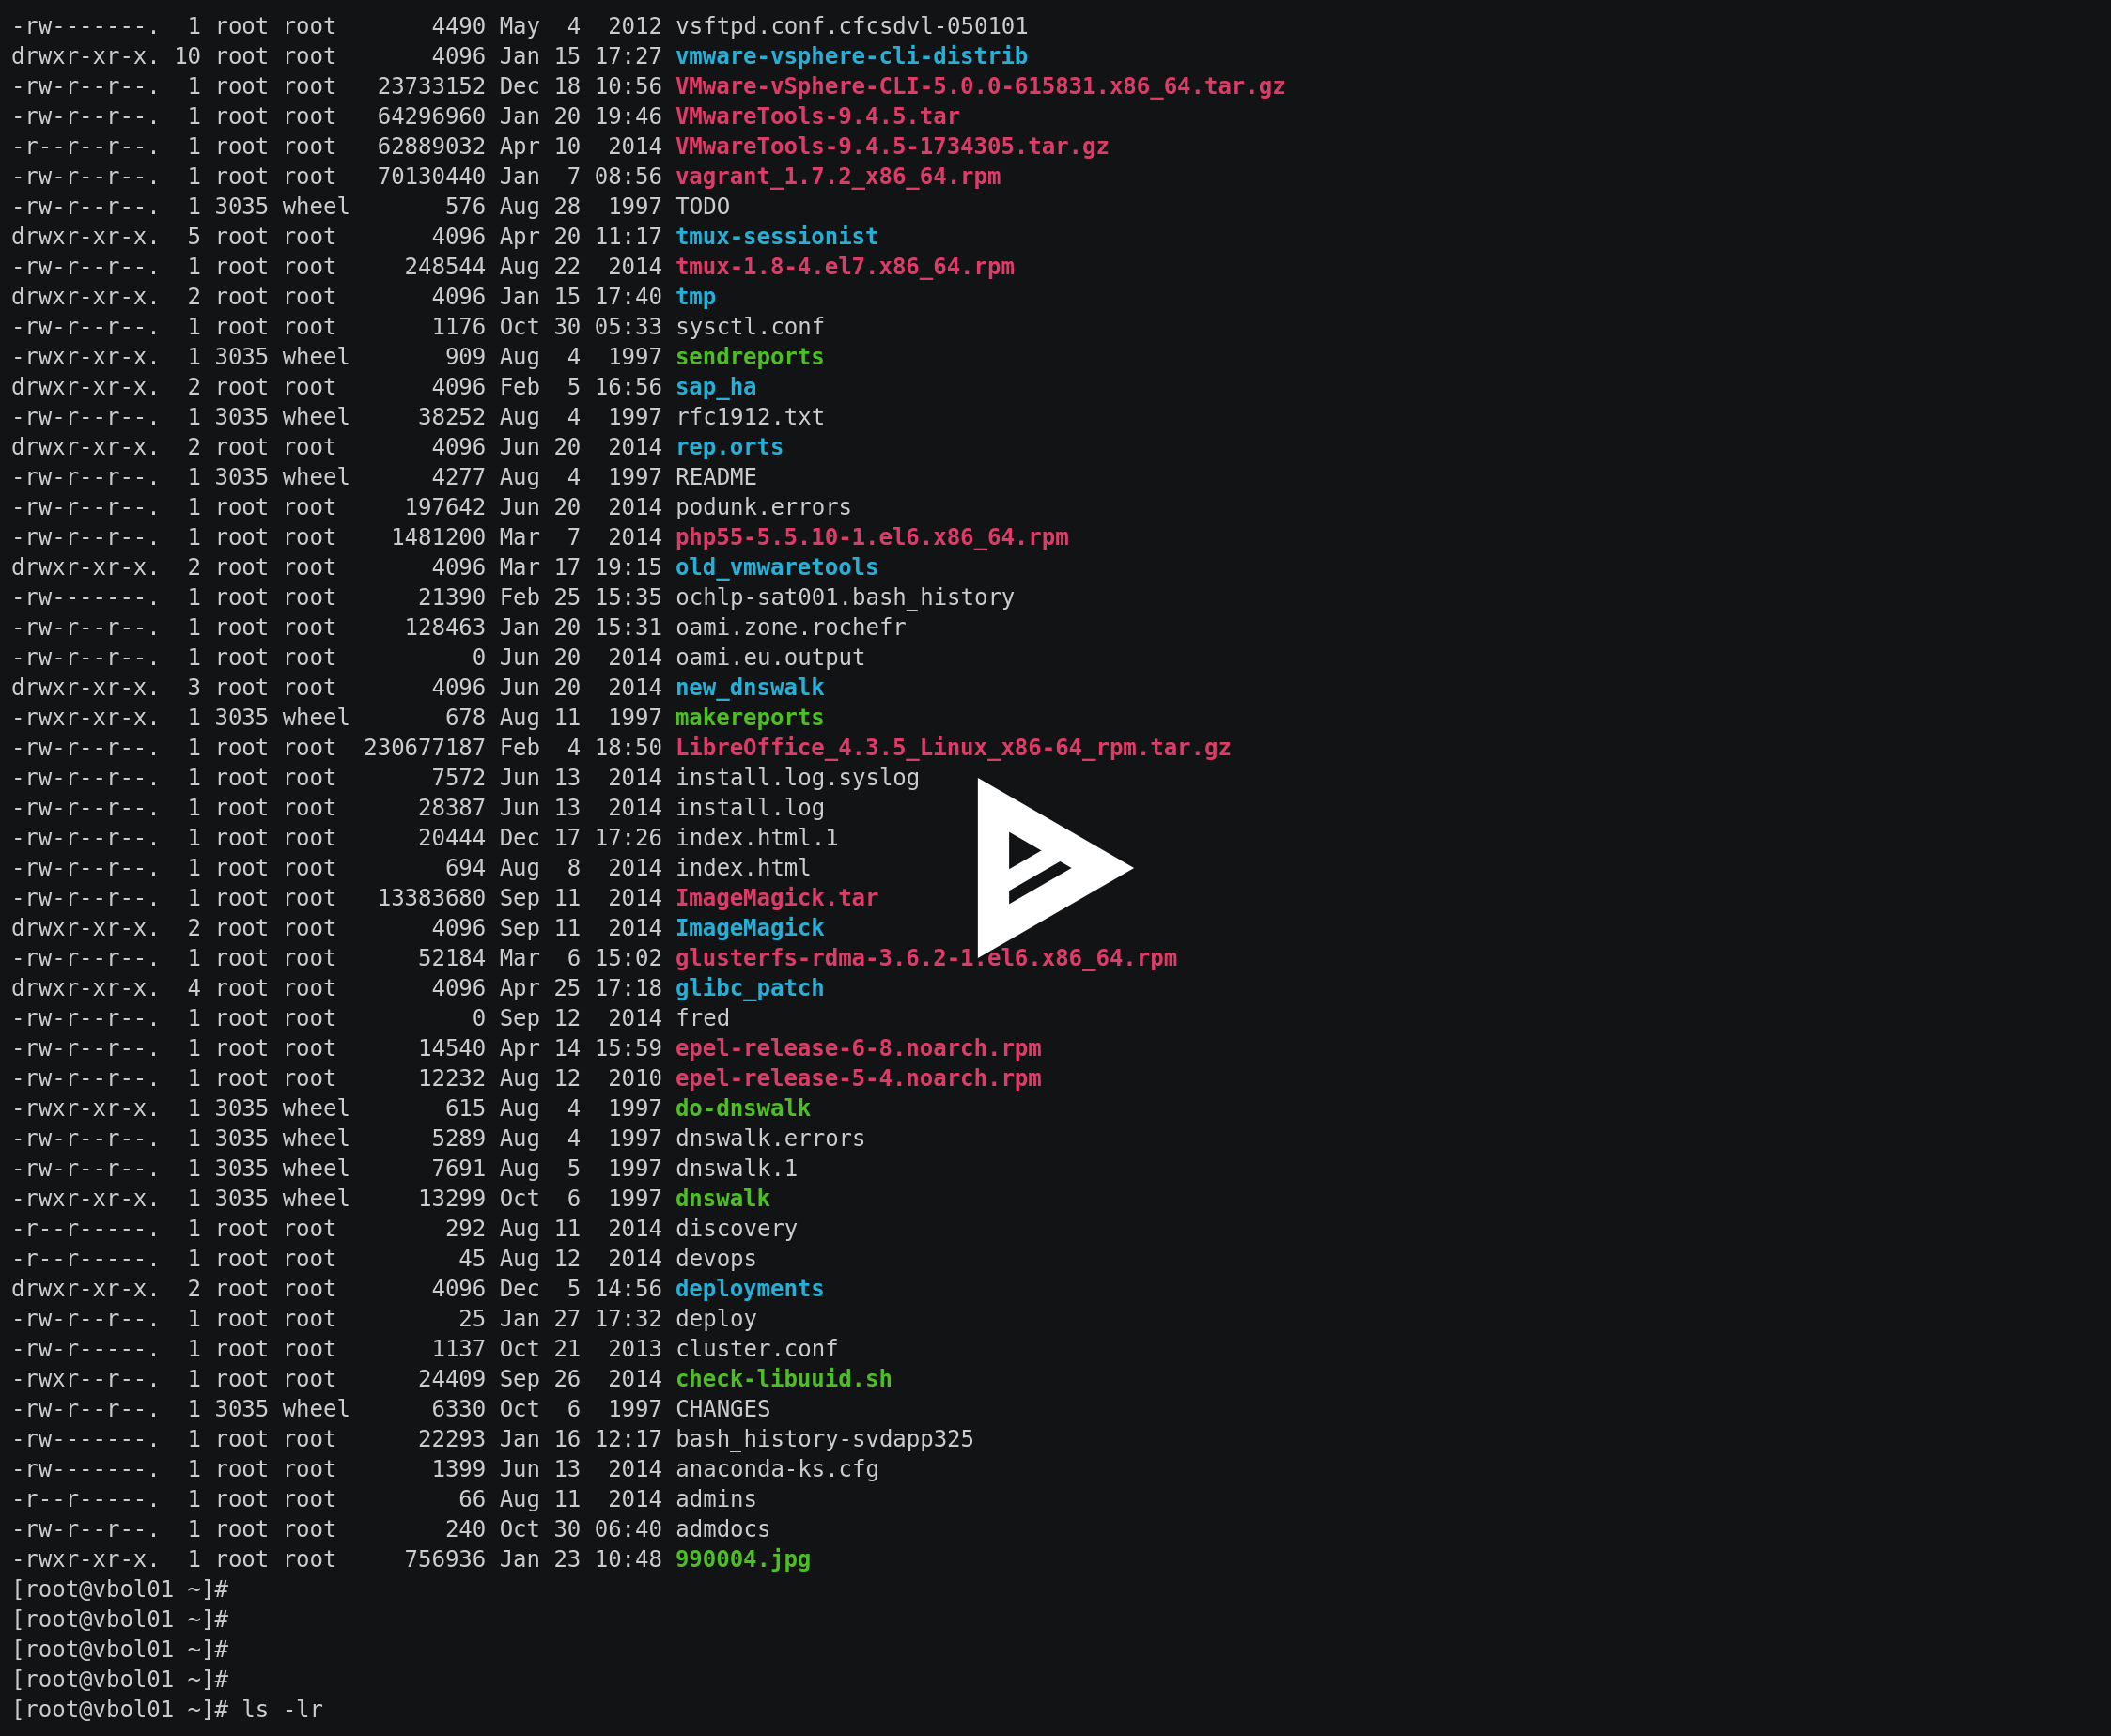 -rw-------.  1 root root       4490 May  4  2012 vsftpd.conf.cfcsdvl-050101
drwxr-xr-x. 10 root root       4096 Jan 15 17:27 vmware-vsphere-cli-distrib
-rw-r--r--.  1 root root   23733152 Dec 18 10:56 VMware-vSphere-CLI-5.0.0-615831.x86_64.tar.gz
-rw-r--r--.  1 root root   64296960 Jan 20 19:46 VMwareTools-9.4.5.tar
-r--r--r--.  1 root root   62889032 Apr 10  2014 VMwareTools-9.4.5-1734305.tar.gz
-rw-r--r--.  1 root root   70130440 Jan  7 08:56 vagrant_1.7.2_x86_64.rpm
-rw-r--r--.  1 3035 wheel       576 Aug 28  1997 TODO
drwxr-xr-x.  5 root root       4096 Apr 20 11:17 tmux-sessionist
-rw-r--r--.  1 root root     248544 Aug 22  2014 tmux-1.8-4.el7.x86_64.rpm
drwxr-xr-x.  2 root root       4096 Jan 15 17:40 tmp
-rw-r--r--.  1 root root       1176 Oct 30 05:33 sysctl.conf
-rwxr-xr-x.  1 3035 wheel       909 Aug  4  1997 sendreports
drwxr-xr-x.  2 root root       4096 Feb  5 16:56 sap_ha
-rw-r--r--.  1 3035 wheel     38252 Aug  4  1997 rfc1912.txt
drwxr-xr-x.  2 root root       4096 Jun 20  2014 rep.orts
-rw-r--r--.  1 3035 wheel      4277 Aug  4  1997 README
-rw-r--r--.  1 root root     197642 Jun 20  2014 podunk.errors
-rw-r--r--.  1 root root    1481200 Mar  7  2014 php55-5.5.10-1.el6.x86_64.rpm
drwxr-xr-x.  2 root root       4096 Mar 17 19:15 old_vmwaretools
-rw-------.  1 root root      21390 Feb 25 15:35 ochlp-sat001.bash_history
-rw-r--r--.  1 root root     128463 Jan 20 15:31 oami.zone.rochefr
-rw-r--r--.  1 root root          0 Jun 20  2014 oami.eu.output
drwxr-xr-x.  3 root root       4096 Jun 20  2014 new_dnswalk
-rwxr-xr-x.  1 3035 wheel       678 Aug 11  1997 makereports
-rw-r--r--.  1 root root  230677187 Feb  4 18:50 LibreOffice_4.3.5_Linux_x86-64_rpm.tar.gz
-rw-r--r--.  1 root root       7572 Jun 13  2014 install.log.syslog
-rw-r--r--.  1 root root      28387 Jun 13  2014 install.log
-rw-r--r--.  1 root root      20444 Dec 17 17:26 index.html.1
-rw-r--r--.  1 root root        694 Aug  8  2014 index.html
-rw-r--r--.  1 root root   13383680 Sep 11  2014 ImageMagick.tar
drwxr-xr-x.  2 root root       4096 Sep 11  2014 ImageMagick
-rw-r--r--.  1 root root      52184 Mar  6 15:02 glusterfs-rdma-3.6.2-1.el6.x86_64.rpm
drwxr-xr-x.  4 root root       4096 Apr 25 17:18 glibc_patch
-rw-r--r--.  1 root root          0 Sep 12  2014 fred
-rw-r--r--.  1 root root      14540 Apr 14 15:59 epel-release-6-8.noarch.rpm
-rw-r--r--.  1 root root      12232 Aug 12  2010 epel-release-5-4.noarch.rpm
-rwxr-xr-x.  1 3035 wheel       615 Aug  4  1997 do-dnswalk
-rw-r--r--.  1 3035 wheel      5289 Aug  4  1997 dnswalk.errors
-rw-r--r--.  1 3035 wheel      7691 Aug  5  1997 dnswalk.1
-rwxr-xr-x.  1 3035 wheel     13299 Oct  6  1997 dnswalk
-r--r-----.  1 root root        292 Aug 11  2014 discovery
-r--r-----.  1 root root         45 Aug 12  2014 devops
drwxr-xr-x.  2 root root       4096 Dec  5 14:56 deployments
-rw-r--r--.  1 root root         25 Jan 27 17:32 deploy
-rw-r-----.  1 root root       1137 Oct 21  2013 cluster.conf
-rwxr--r--.  1 root root      24409 Sep 26  2014 check-libuuid.sh
-rw-r--r--.  1 3035 wheel      6330 Oct  6  1997 CHANGES
-rw-------.  1 root root      22293 Jan 16 12:17 bash_history-svdapp325
-rw-------.  1 root root       1399 Jun 13  2014 anaconda-ks.cfg
-r--r-----.  1 root root         66 Aug 11  2014 admins
-rw-r--r--.  1 root root        240 Oct 30 06:40 admdocs
-rwxr-xr-x.  1 root root     756936 Jan 23 10:48 990004.jpg
[root@vbol01 ~]#
[root@vbol01 ~]#
[root@vbol01 ~]#
[root@vbol01 ~]#
[root@vbol01 ~]# ls -lr